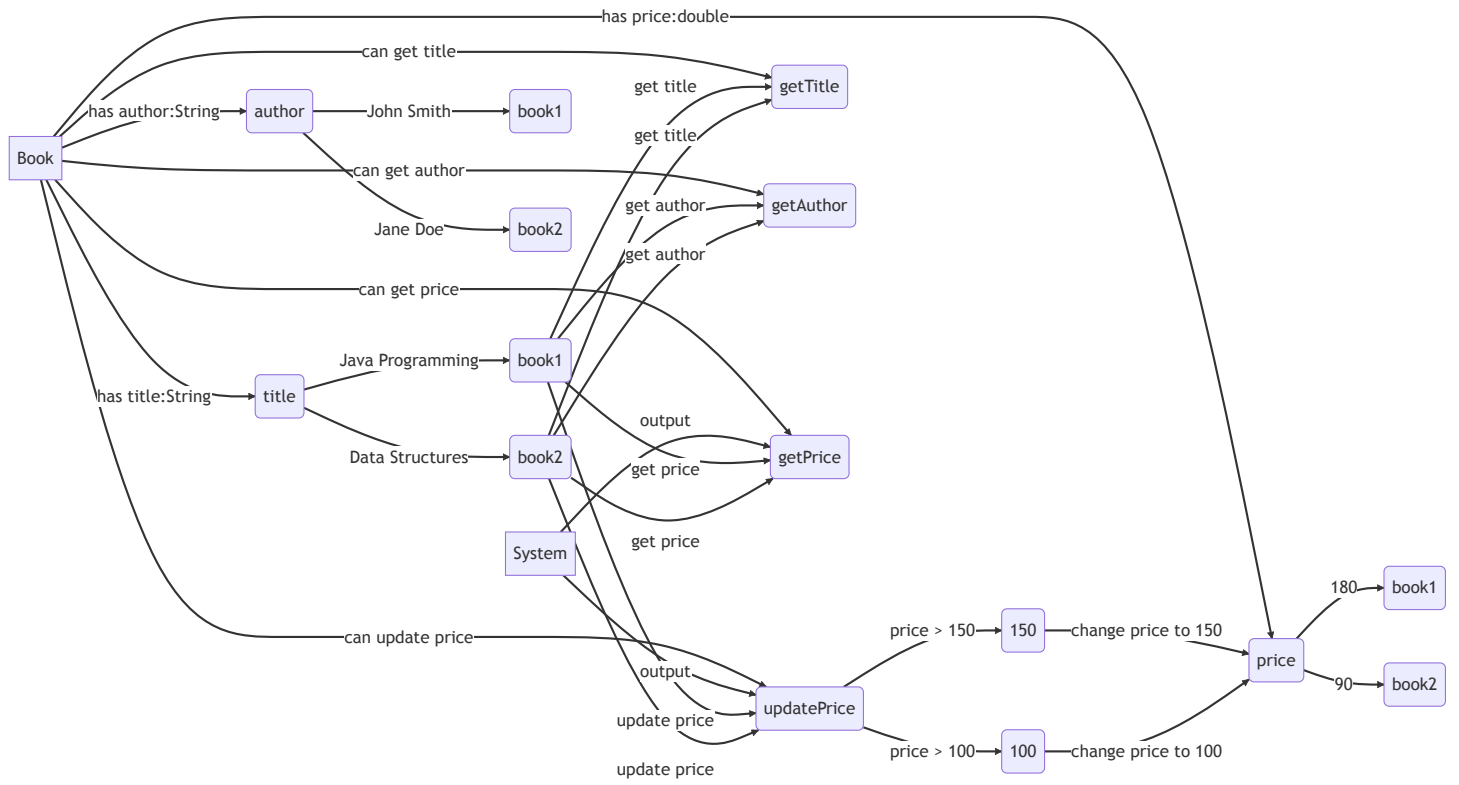 has price:double
can get title
get title
getTitle
has author:String
author
John Smith
book1
get title
Book
can get author
get author
getAuthor
Jane Doe
book2
get author
can get price
Java Programming
book1
has title:String
title
output
Data Structures
book2
get price
getPrice
get price
System
180
book1
can update price
price > 150
150
change price to 150
price
output
90
book2
update price
updatePrice
price > 100
100
change price to 100
update price